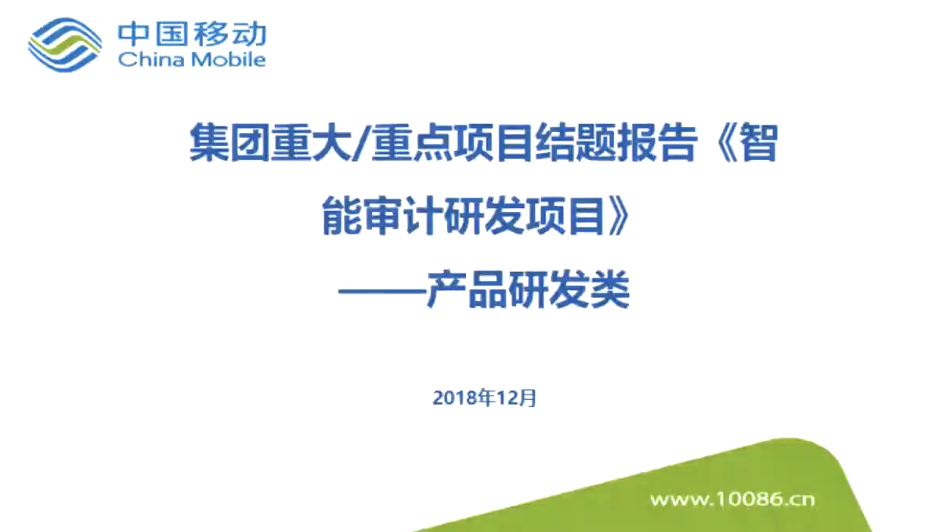 中国移动
China Mobile
集团重大/重点项目结题报告《智
能审计研发项目》
——产品研发类
2018年12月
www.10086.cn